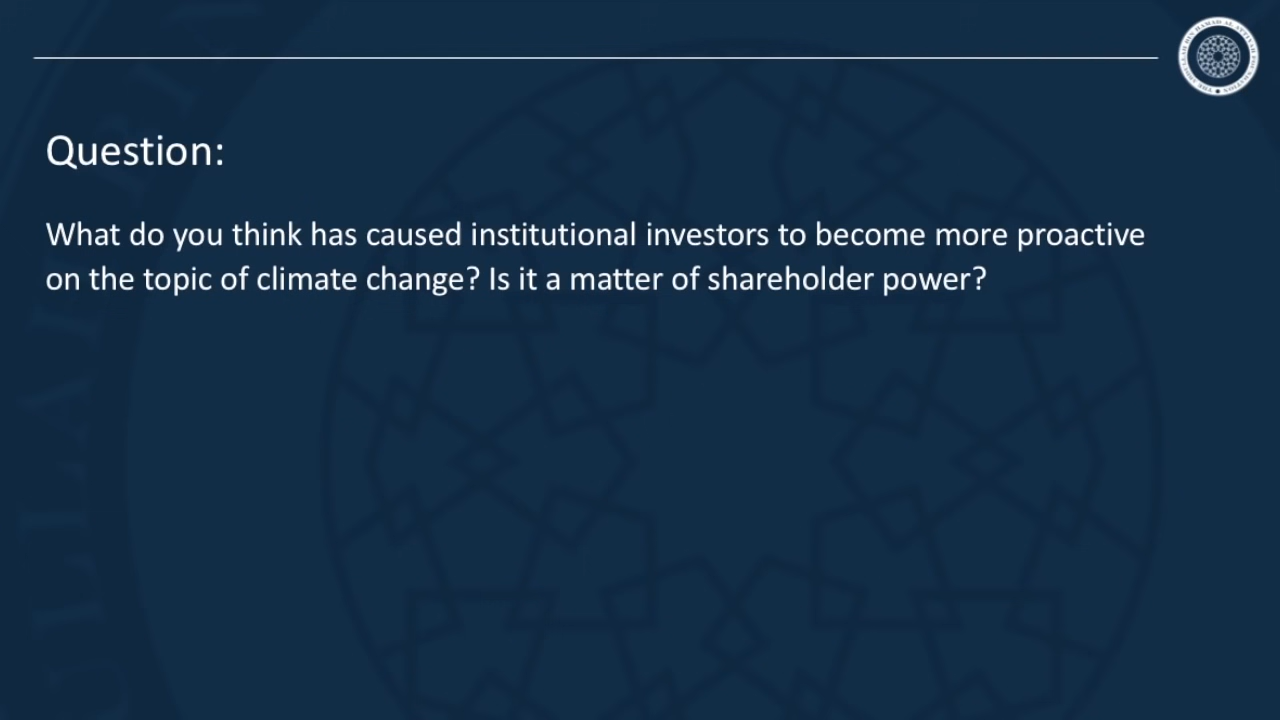 Question:
What do you think has caused institutional investors to become more proactive
on the topic of climate change? Is it a matter of shareholder power?